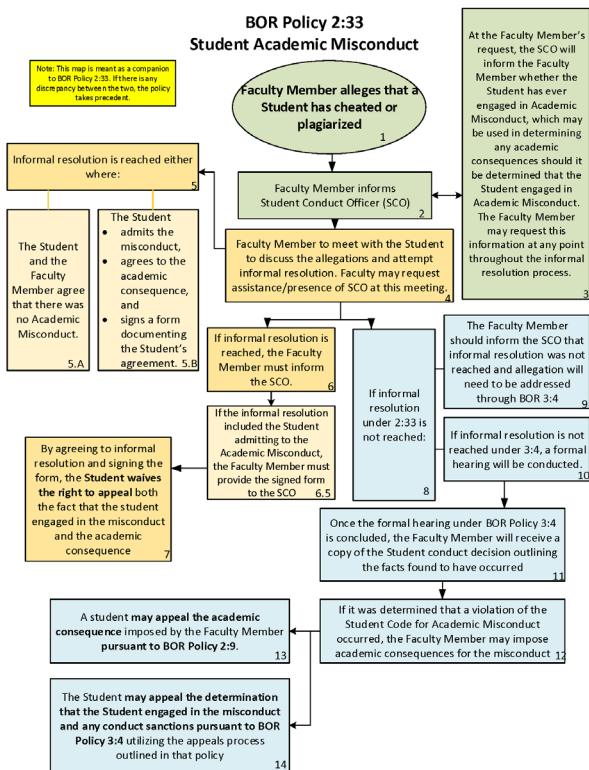 BOR Policy 2:33
Student Academic Misconduct
Note: This map is meant as a companion
to BOR Policy 2:33. If there is any
discrepancy between the two, the policy
takes precedent.
Faculty Member alleges that
a Student has cheated or
plagiarized
1
Faculty Member informs
Student Conduct Officer (SCO)
2
At the Faculty Member's
request, the SCO will
inform the Faculty
Member whether the
Student has ever
engaged in Academic
Misconduct, which may
be used in determining
any academic
consequences should it
be determined that the
Student engaged in
Academic Misconduct.
The Faculty Member
may request this
information at any point
throughout the informal
resolution process.
3
Faculty Member to meet with the Student
to discuss the allegations and attempt
informal resolution. Faculty may request
assistance/presence of SCO at this meeting.
4
Informal resolution is reached either
where:
5
The Student
and the
Faculty
Member agree
that there was
no Academic
Misconduct.
5.A
The Student
• admits the
misconduct,
• agrees to the
academic
consequence,
and
• signs a form
documenting
the Student's
agreement.
5.B
If informal resolution is
reached, the Faculty
Member must inform
the SCO.
6
If the informal resolution
included the Student
admitting to the
Academic Misconduct,
the Faculty Member must
provide the signed form
to the SCO
6.5
By agreeing to informal
resolution and signing the
form, the Student waives
the right to appeal both
the fact that the student
engaged in the misconduct
and the academic
consequence
7
If informal
resolution
under 2:33 is
not reached:
8
The Faculty Member
should inform the SCO that
informal resolution was
not reached and allegation will
need to be addressed
through BOR 3:4
9
If informal resolution is not
reached under 3:4, a formal
hearing will be conducted.
10
Once the formal hearing under BOR Policy 3:4
is concluded, the Faculty Member will receive a
copy of the Student conduct decision outlining
the facts found to have occurred
11
If it was determined that a violation of the
Student Code for Academic Misconduct
occurred, the Faculty Member may impose
academic consequences for the misconduct
12
A student may appeal the academic
consequence imposed by the Faculty Member
pursuant to BOR Policy 2:9.
13
The Student may appeal the determination
that the Student engaged in the misconduct
and any conduct sanctions pursuant to BOR
Policy 3:4 utilizing the appeals process
outlined in that policy
14